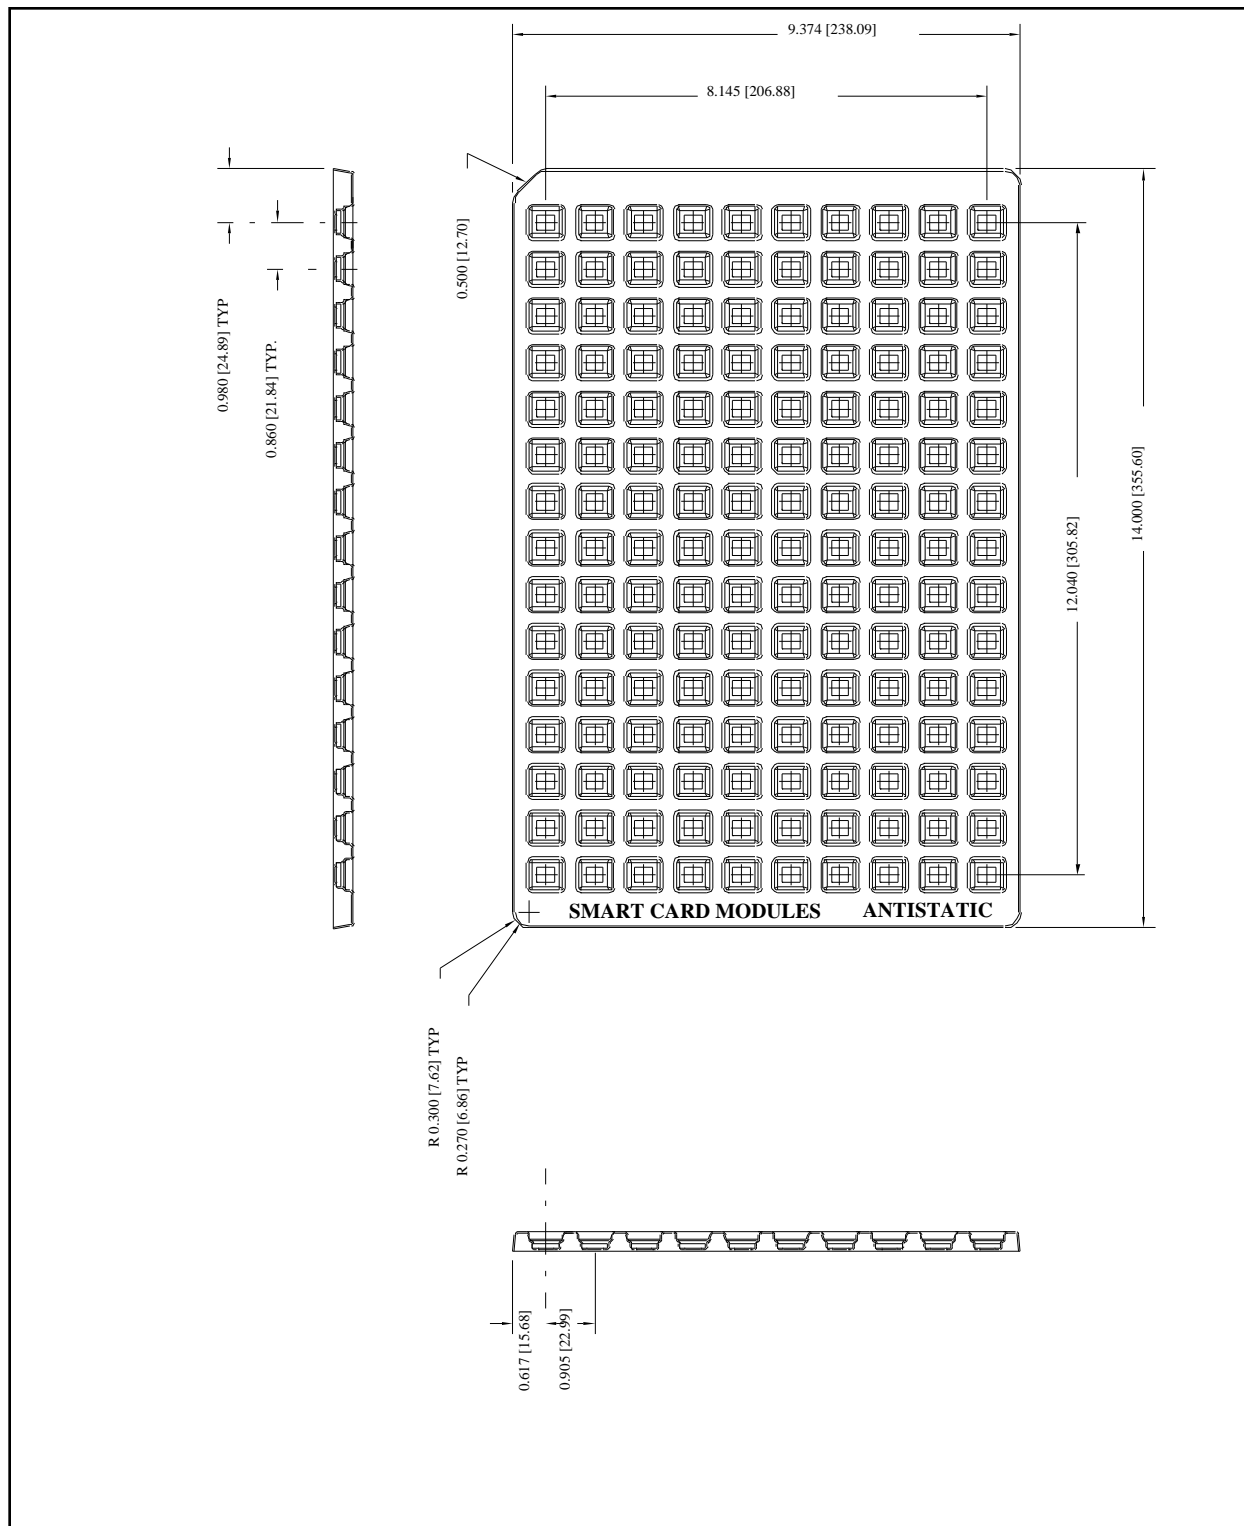 9.374 [238.09]
8.145 [206.88]
0.500 [12.70]
0.980 [24.89] TYP
0.860 [21.84] TYP.
14.000 [355.60]
12.040 [305.82]
SMART CARD MODULES ANTISTATIC
R 0.300 [7.62] TYP
R 0.270 [6.86] TYP
0.617 [15.68]
0.905 [22.99]